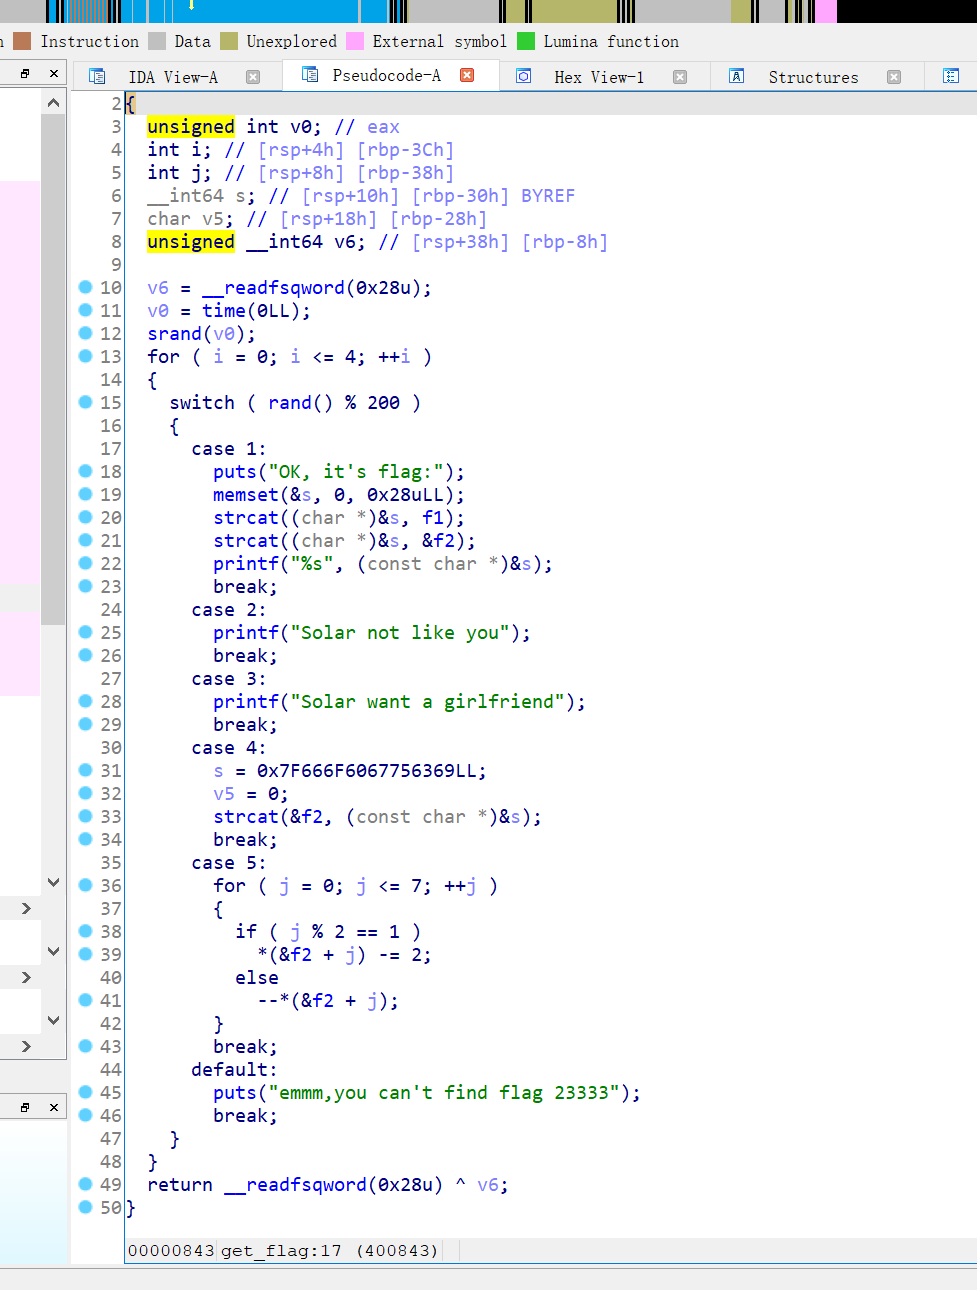 Instruction Data Unexplored External symbol Lumina function
IDA View-A Pseudocode-A Hex View-1 Structures
2 {
3 unsigned int v0; // eax
4 int i; // [rsp+4h] [rbp-3Ch]
5 int j; // [rsp+8h] [rbp-38h]
6 __int64 s; // [rsp+10h] [rbp-30h] BYREF
7 char v5; // [rsp+18h] [rbp-28h]
8 unsigned __int64 v6; // [rsp+38h] [rbp-8h]
9
10 v6 = __readfsqword(0x28u);
11 v0 = time(0LL);
12 srand(v0);
13 for ( i = 0; i <= 4; ++i )
14 {
15 switch ( rand() % 200 )
16 {
17 case 1:
18 puts("OK, it's flag:");
19 memset(&s, 0, 0x28uLL);
20 strcat((char *)&s, f1);
21 strcat((char *)&s, &f2);
22 printf("%s", (const char *)&s);
23 break;
24 case 2:
25 printf("Solar not like you");
26 break;
27 case 3:
28 printf("Solar want a girlfriend");
29 break;
30 case 4:
31 s = 0x7F666F6067756369LL;
32 v5 = 0;
33 strcat(&f2, (const char *)&s);
34 break;
35 case 5:
36 for ( j = 0; j <= 7; ++j )
37 {
38 if ( j % 2 == 1 )
39 *(&f2 + j) -= 2;
40 else
41 --*(&f2 + j);
42 }
43 break;
44 default:
45 puts("emmm,you can't find flag 23333");
46 break;
47 }
48 }
49 return __readfsqword(0x28u) ^ v6;
50 }
00000843 get_flag:17 (400843)